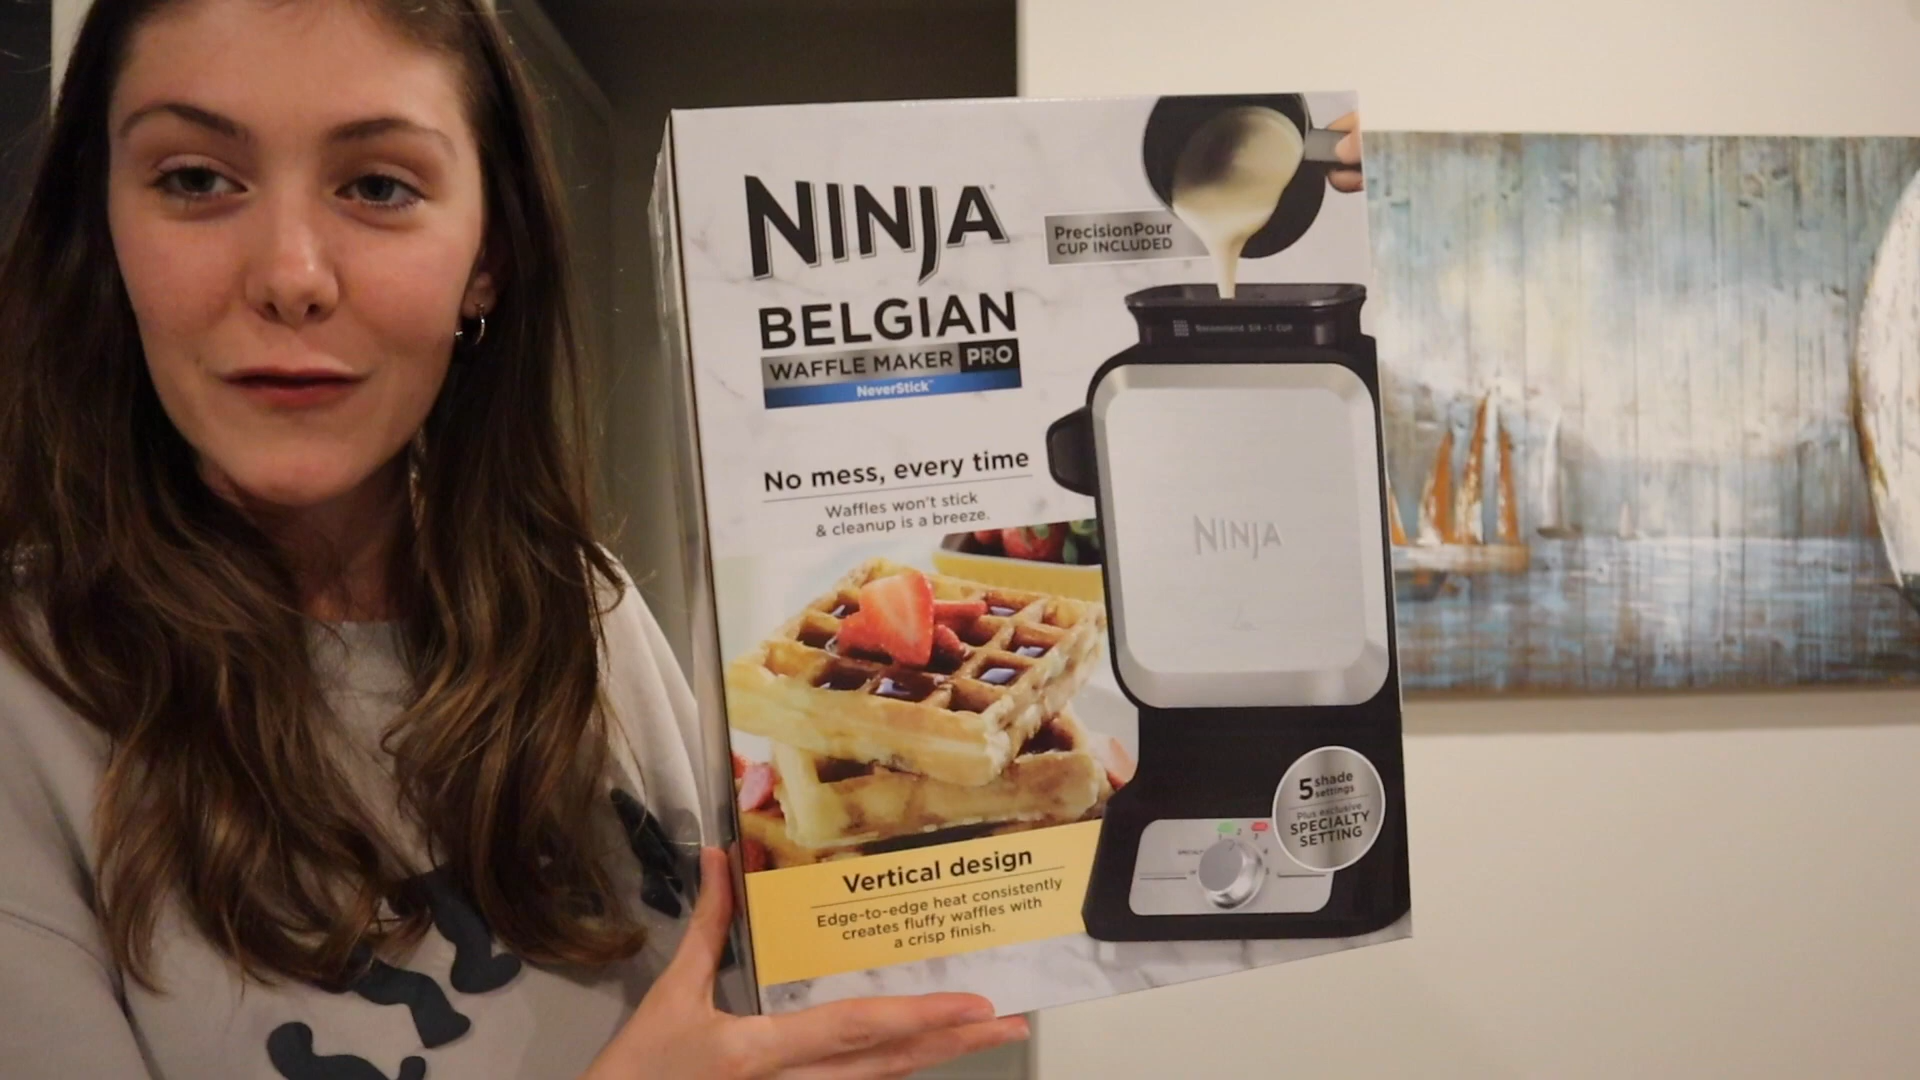 NINJA
BELGIAN
WAFFLE MAKER PRO
NeverStick™
PrecisionPour
CUP INCLUDED
No mess, every time
Waffles won't stick
& cleanup is a breeze.
NINJA
Vertical design
Edge-to-edge heat consistently
creates fluffy waffles with
a crisp finish.
5 shade
settings
Plus exclusive
SPECIALTY
SETTING